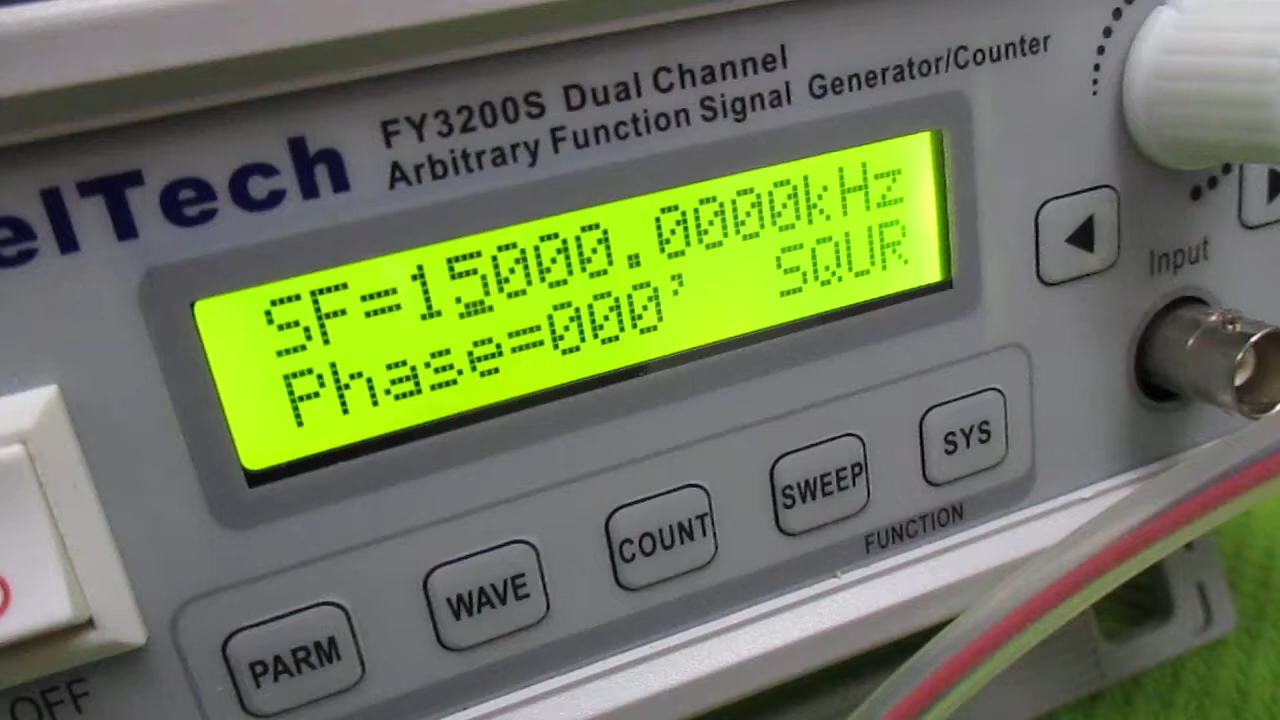 elTech
FY3200S Dual Channel
Arbitrary Function Signal Generator/Counter
SF=15000.0000kHz
Phase=000' SQUR
Input
PARM
WAVE
COUNT
SWEEP
SYS
FUNCTION
OFF